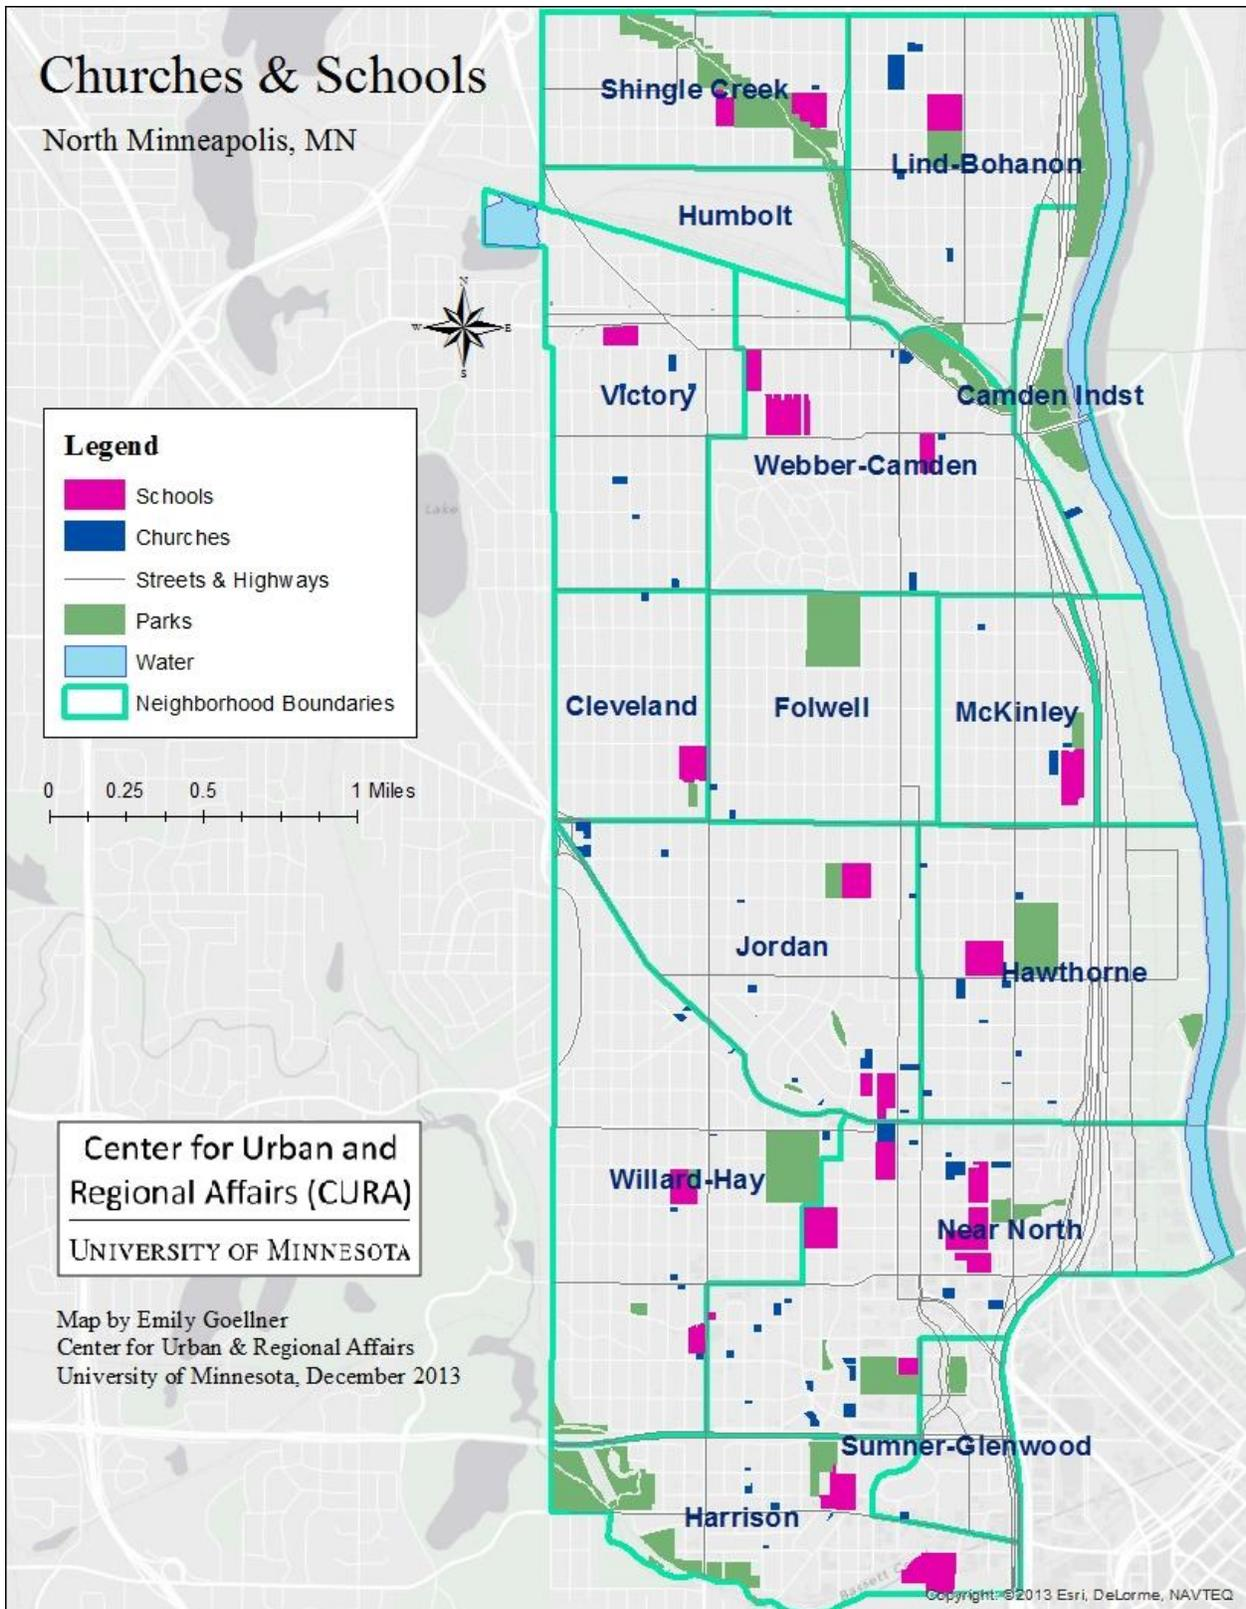 Churches & Schools
North Minneapolis, MN
Shingle Creek
Lind-Bohanon
Humbolt
N
W
E
S
Victory
Camden Indst
Webber-Camden
Legend
Schools
Churches
Streets & Highways
Parks
Water
Neighborhood Boundaries
Lake
Cleveland
Folwell
McKinley
0 0.25 0.5 1 Miles
Jordan
Hawthorne
Center for Urban and
Regional Affairs (CURA)
UNIVERSITY OF MINNESOTA
Willard-Hay
Near North
Map by Emily Goellner
Center for Urban & Regional Affairs
University of Minnesota, December 2013
Sumner-Glenwood
Harrison
Bassett
Copyright: ©2013 Esri, DeLorme, NAVTEQ